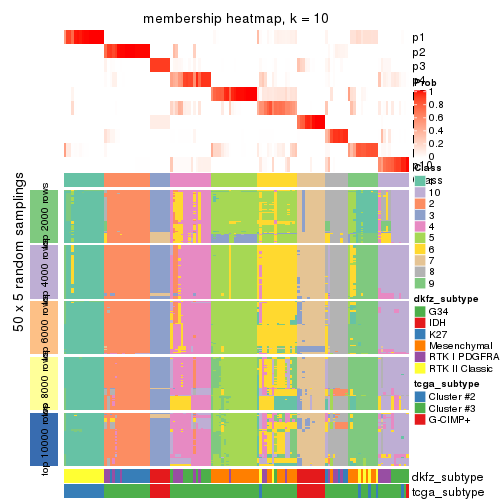 membership heatmap, k = 10
p1
p2
p3
p4
p10
Prob
1
0.8
0.6
0.4
0.2
0
Class
Class
1
10
2
3
4
5
6
7
8
9
50 x 5 random samplings
top 2000 rows
top 4000 rows
top 6000 rows
top 8000 rows
top 10000 rows
dkfz_subtype
G34
IDH
K27
Mesenchymal
RTK I PDGFRA
RTK II Classic
tcga_subtype
Cluster #2
Cluster #3
G-CIMP+
dkfz_subtype
tcga_subtype